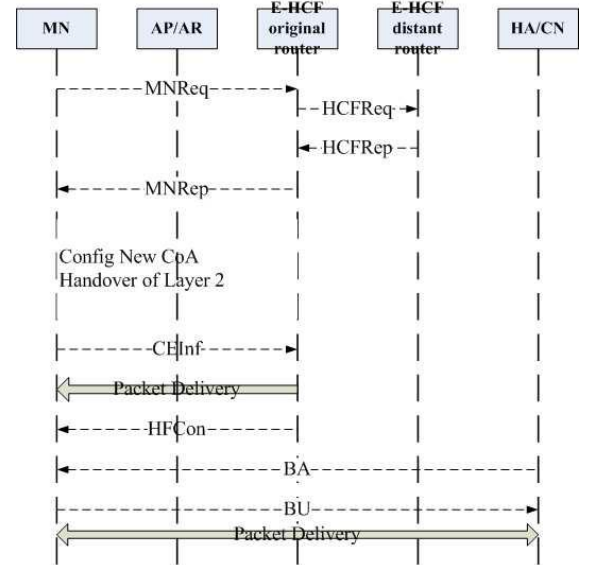 MN
AP/AR
E-HCF
original
router
E-HCF
distant
router
HA/CN
MNReq
HCFReq
HCFRep
MNRep
Config New CoA
Handover of Layer 2
CEInf
Packet Delivery
HFCon
BA
BU
Packet Delivery